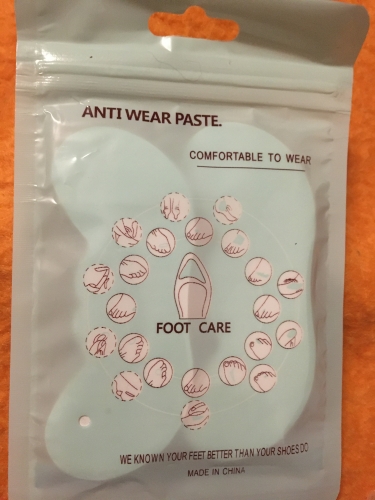 ANTI WEAR PASTE.
COMFORTABLE TO WEAR
FOOT CARE
WE KNOWN YOUR FEET BETTER THAN YOUR SHOES DO
MADE IN CHINA